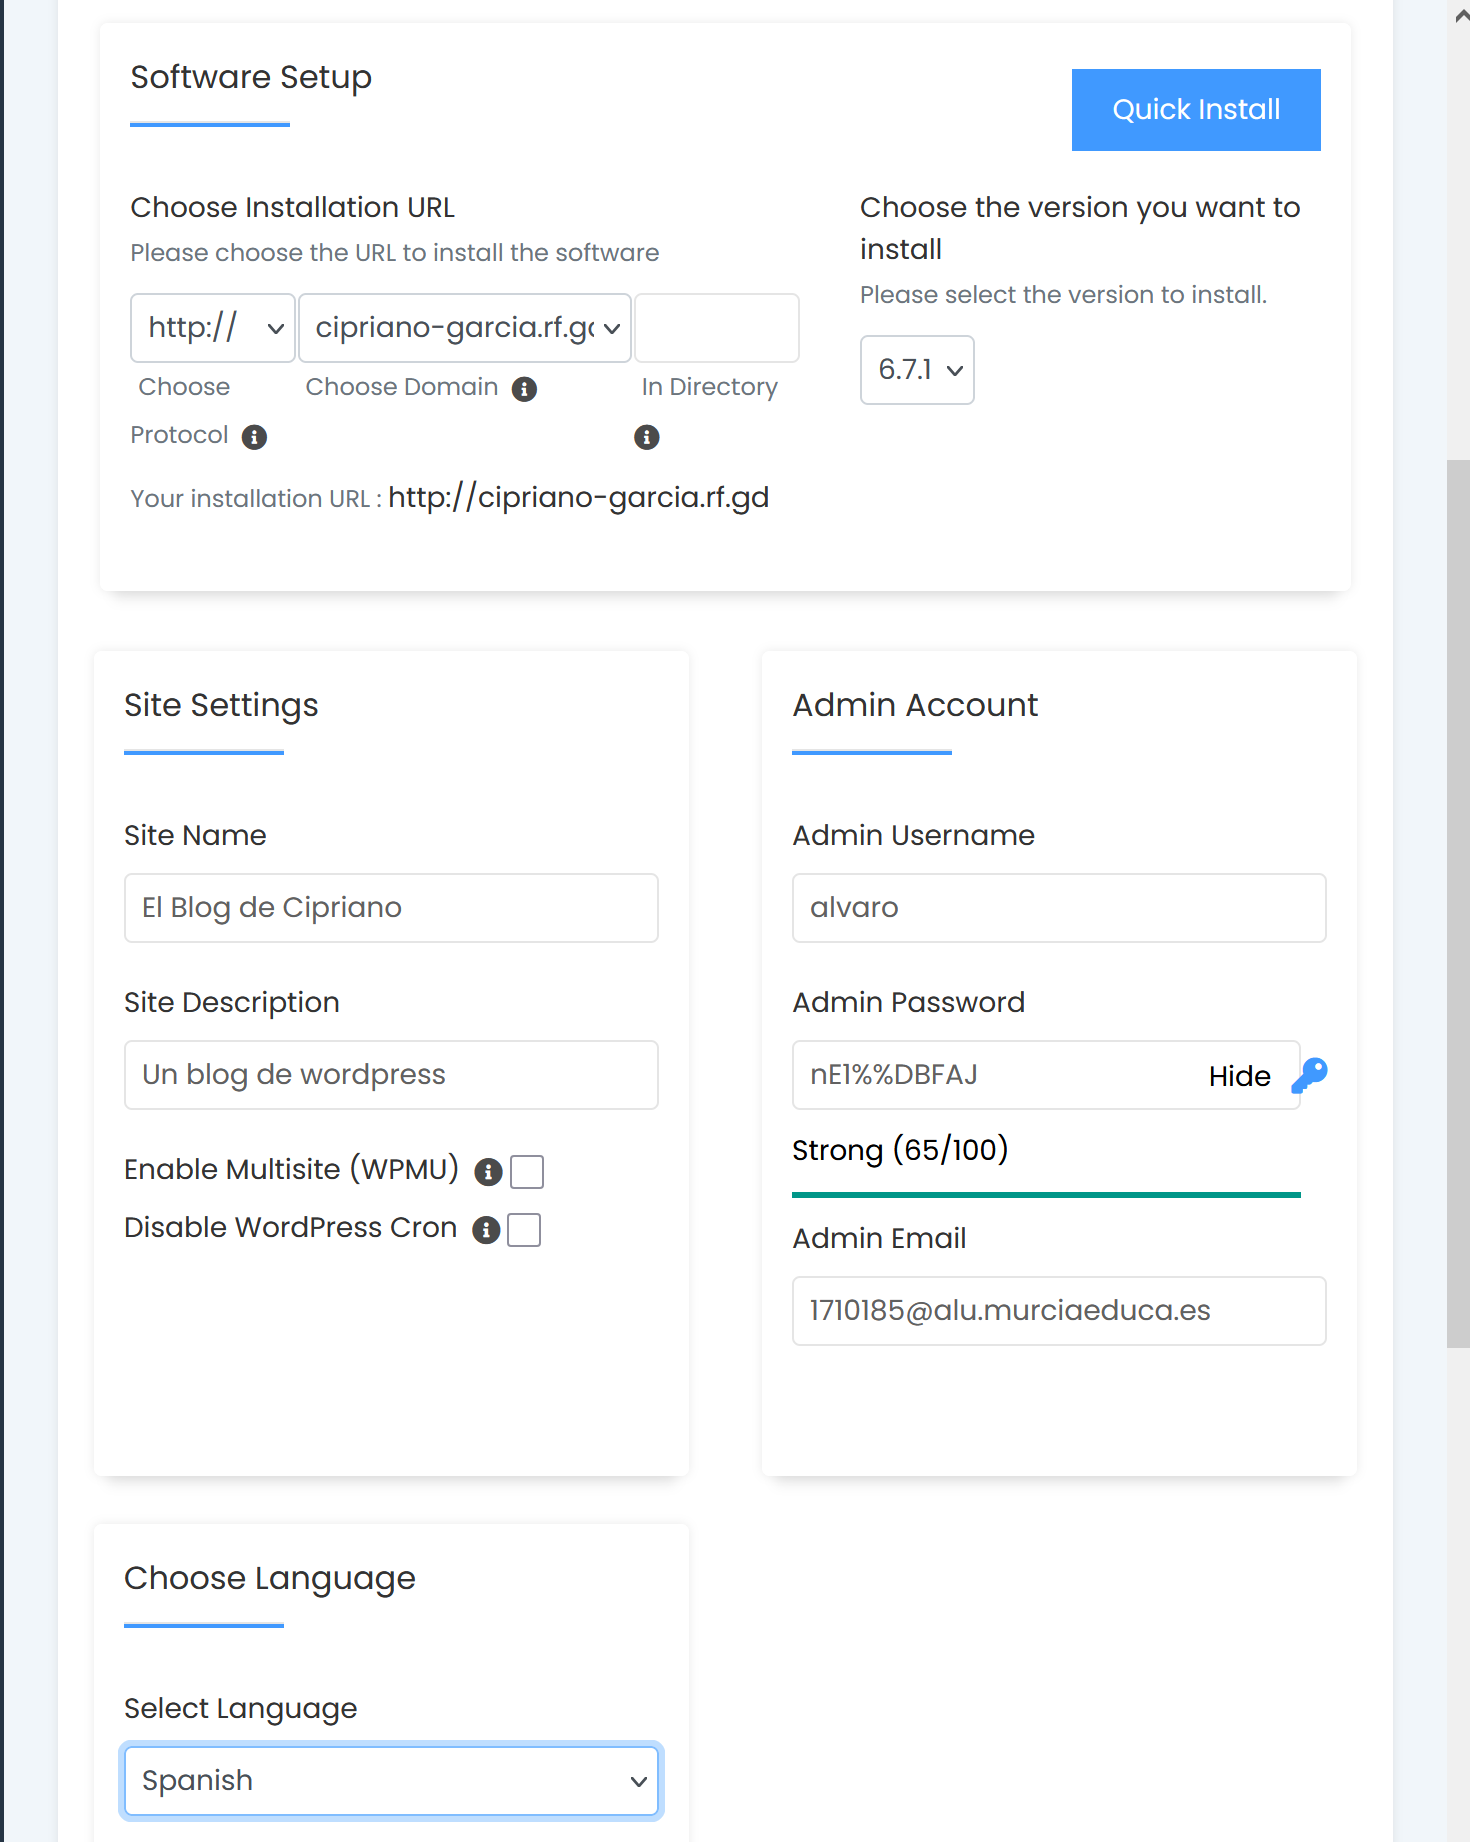 Software Setup
Quick Install
Choose Installation URL
Please choose the URL to install the software
http://
cipriano-garcia.rf.g
Choose
Protocol
Choose Domain
In Directory
Your installation URL : http://cipriano-garcia.rf.gd
Choose the version you want to
install
Please select the version to install.
6.7.1
Site Settings
Site Name
El Blog de Cipriano
Site Description
Un blog de wordpress
Enable Multisite (WPMU)
Disable WordPress Cron
Admin Account
Admin Username
alvaro
Admin Password
nE1%%DBFAJ
Hide
Strong (65/100)
Admin Email
1710185@alu.murciaeduca.es
Choose Language
Select Language
Spanish